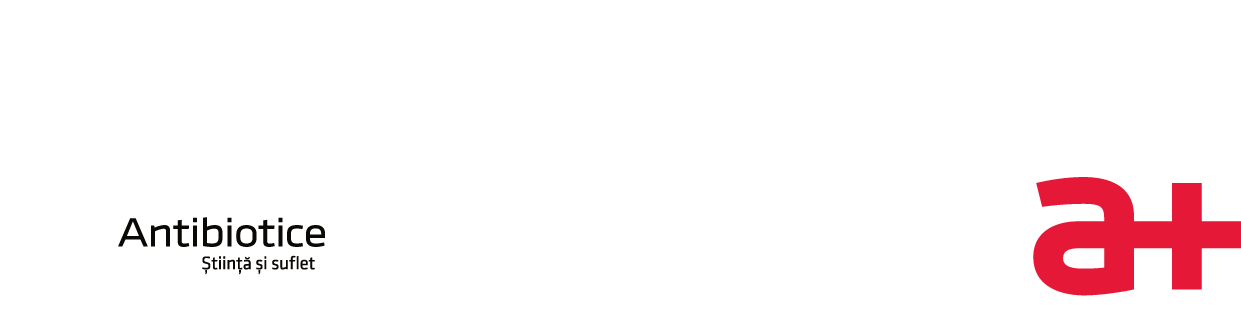 Antibiotice
Știință și suflet
a+